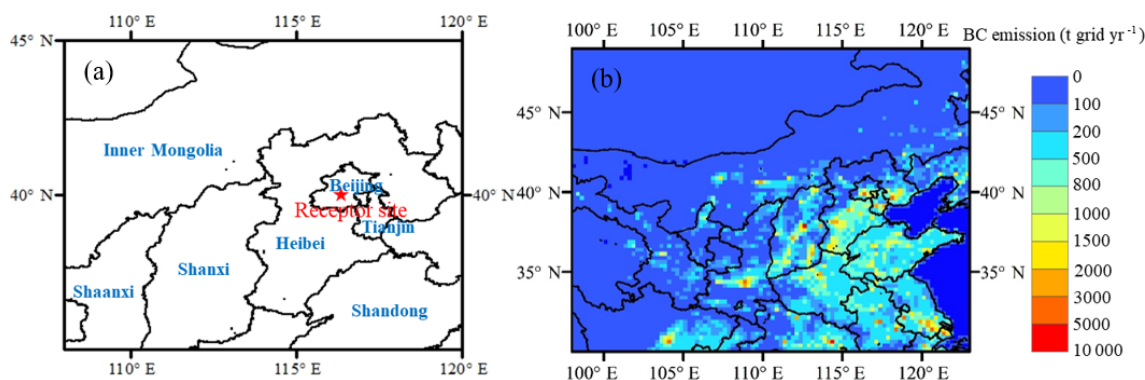 110° E
115° E
120° E
45° N
(a)
Inner Mongolia
40° N
40° N
Beijing
Receptor site
Tianjin
Heibei
Shanxi
Shaanxi
Shandong
110° E
115° E
120° E
100° E
105° E
110° E
115° E
120° E
BC emission (t grid yr⁻¹)
(b)
45° N
45° N
40° N
40° N
35° N
35° N
100° E
105° E
110° E
115° E
120° E
0
100
200
500
800
1000
1500
2000
3000
5000
10 000